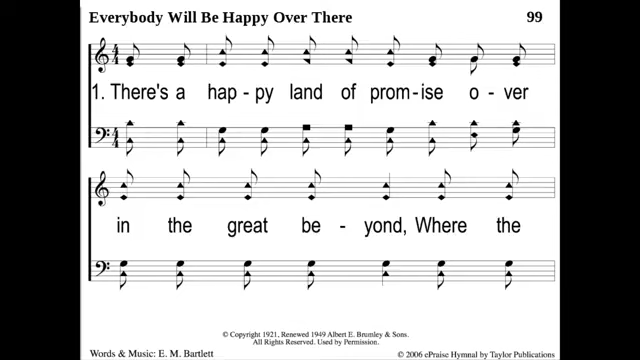 Everybody Will Be Happy Over There 99
1. There's a hap - py land of prom - ise o - ver
in the great be - yond, Where the
© Copyright 1921, Renewed 1949 Albert E. Brumley & Sons.
All Rights Reserved. Used by Permission.
Words & Music: E. M. Bartlett © 2006 ePraise Hymnal by Taylor Publications